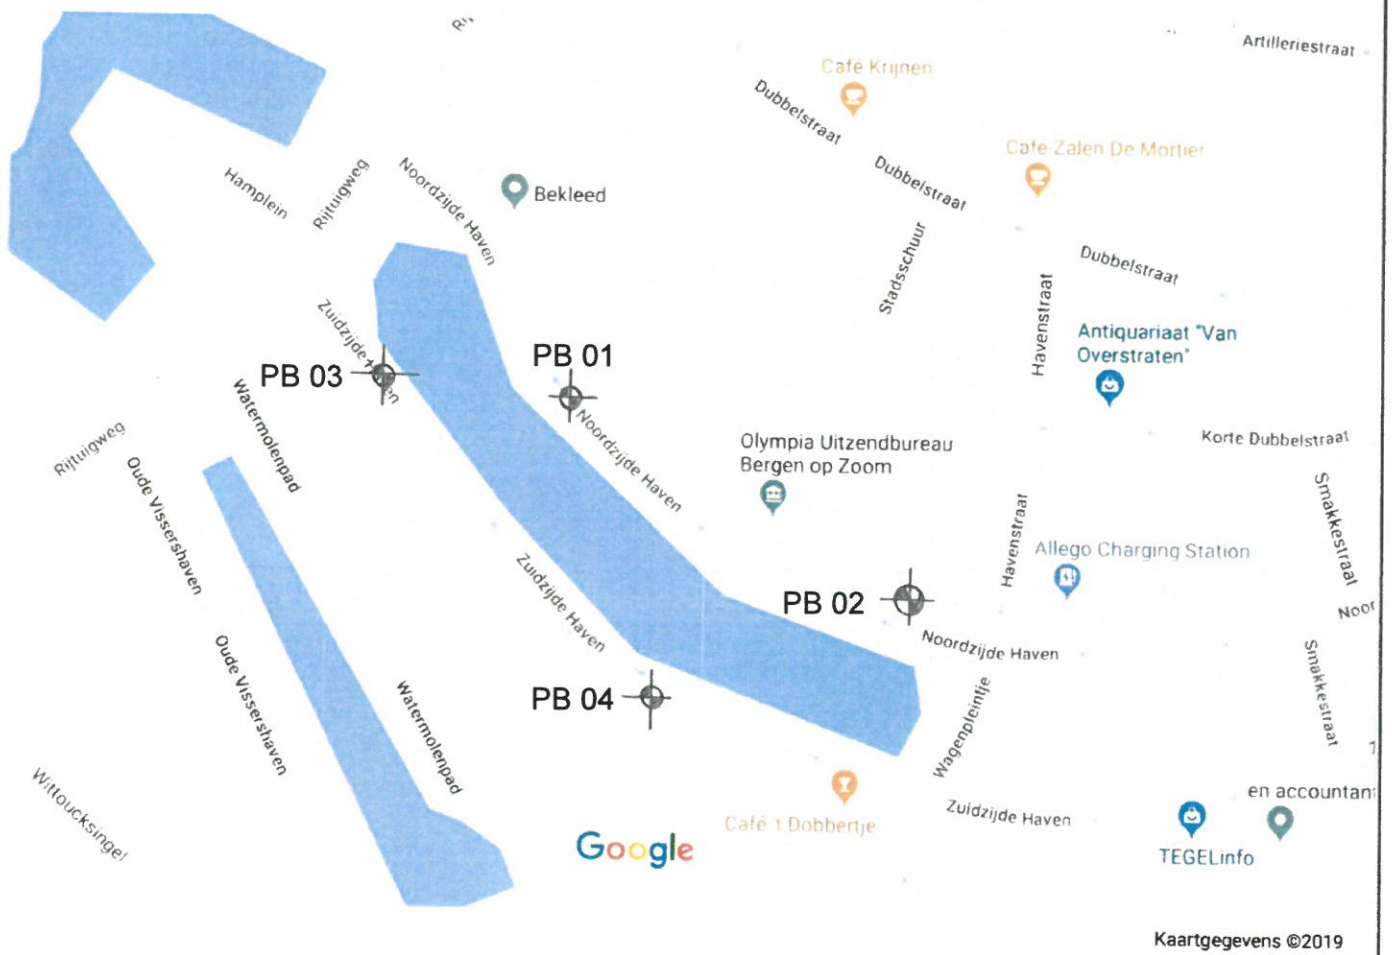 Artilleriestraat
Café Krijnen
Dubbelstraat
Cafe-Zalen De Mortier
Dubbelstraat
Hamplein
Rijtuigweg
Noordzijde Haven
Bekleed
Stadsschuur
Dubbelstraat
Havenstraat
Zuidzijde Haven
Antiquariaat "Van
Overstraten"
PB 01
PB 03
Watermolenpad
Noordzijde Haven
Rijtuigweg
Oude Vissershaven
Olympia Uitzendbureau
Bergen op Zoom
Korte Dubbelstraat
Smakkestraat
Havenstraat
Allego Charging Station
Zuidzijde Haven
PB 02
Noor
Noordzijde Haven
Oude Vissershaven
Watermolenpad
PB 04
Wagenpleintje
Smakkestraat
Wittoucksingel
Café 't Dobbertje
Zuidzijde Haven
en accountant
Google
TEGELinfo
Kaartgegevens ©2019